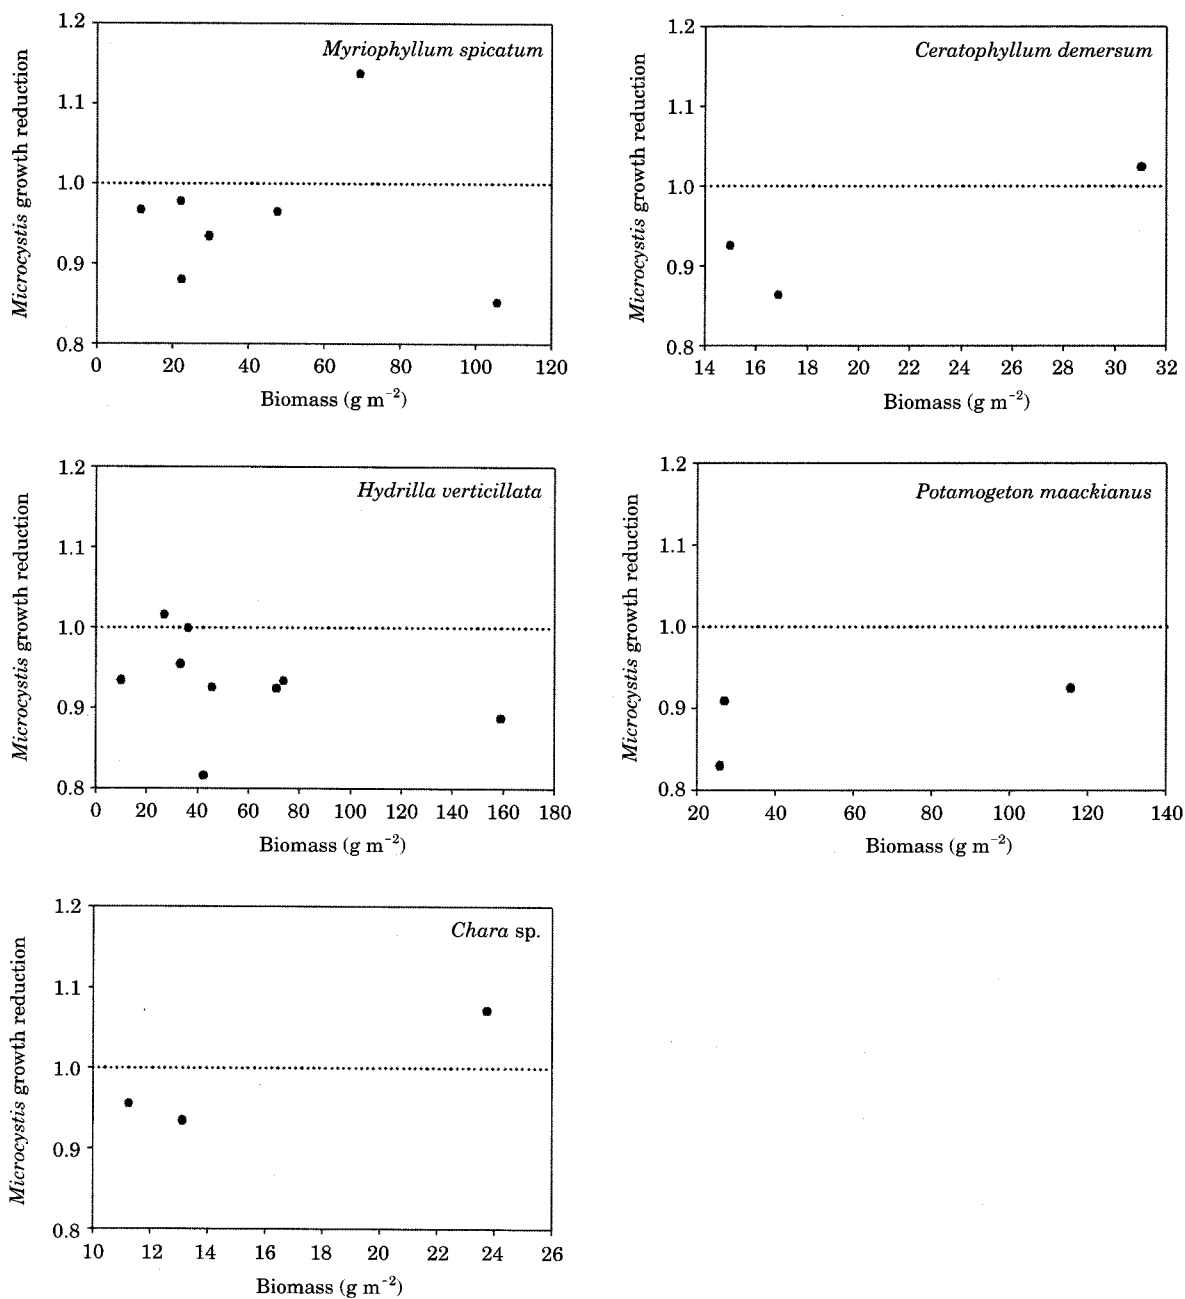 Myriophyllum spicatum
Microcystis growth reduction
1.2
1.1
1.0
0.9
0.8
0 20 40 60 80 100 120
Biomass (g m⁻²)
Ceratophyllum demersum
Microcystis growth reduction
1.2
1.1
1.0
0.9
0.8
14 16 18 20 22 24 26 28 30 32
Biomass (g m⁻²)
Hydrilla verticillata
Microcystis growth reduction
1.2
1.1
1.0
0.9
0.8
0 20 40 60 80 100 120 140 160 180
Biomass (g m⁻²)
Potamogeton maackianus
Microcystis growth reduction
1.2
1.1
1.0
0.9
0.8
20 40 60 80 100 120 140
Biomass (g m⁻²)
Chara sp.
Microcystis growth reduction
1.2
1.1
1.0
0.9
0.8
10 12 14 16 18 20 22 24 26
Biomass (g m⁻²)